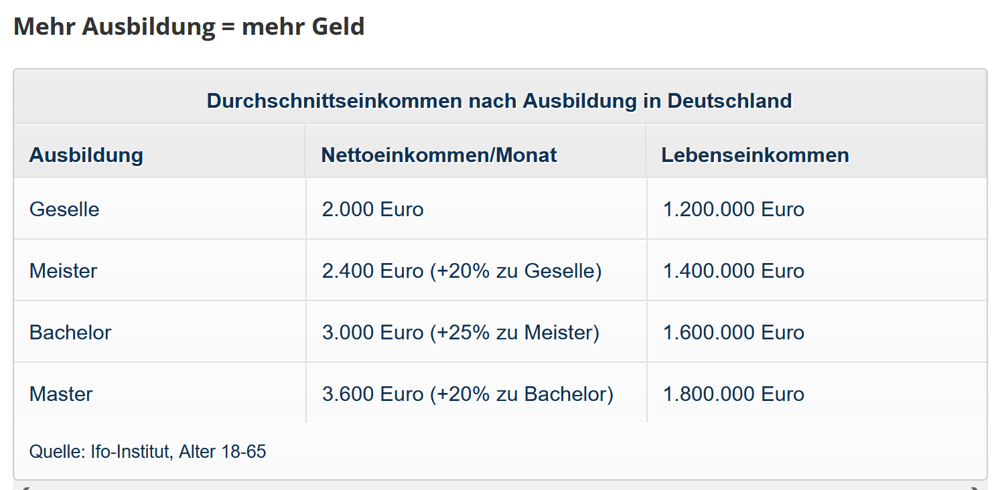 Mehr Ausbildung = mehr Geld
Durchschnittseinkommen nach Ausbildung in Deutschland
Ausbildung Nettoeinkommen/Monat Lebenseinkommen
Geselle 2.000 Euro 1.200.000 Euro
Meister 2.400 Euro (+20% zu Geselle) 1.400.000 Euro
Bachelor 3.000 Euro (+25% zu Meister) 1.600.000 Euro
Master 3.600 Euro (+20% zu Bachelor) 1.800.000 Euro
Quelle: Ifo-Institut, Alter 18-65